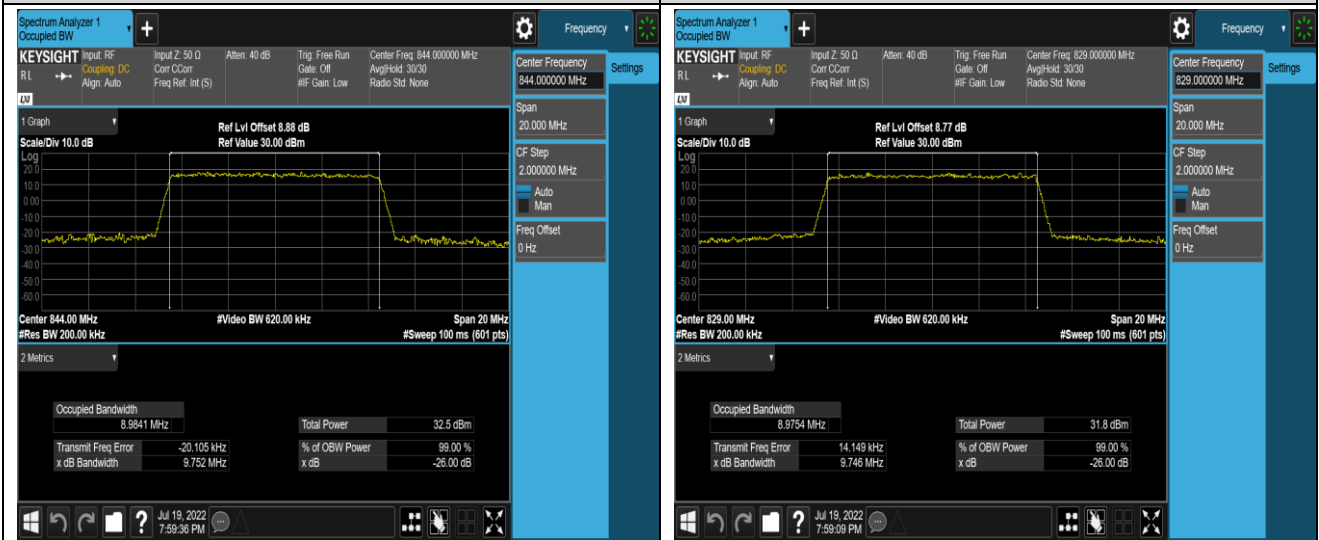 Spectrum Analyzer 1
Occupied BW
+
Frequency
KEYSIGHT Input: RF
Coupling: DC
Align: Auto
Input Z: 50 Ω
Corr CCorr
Freq Ref: Int (S)
Atten: 40 dB
Trig: Free Run
Gate: Off
#IF Gain: Low
Center Freq: 844.000000 MHz
Avg|Hold: 30/30
Radio Std: None
R L
LXI
Center Frequency
844.000000 MHz
Settings
Span
20.000 MHz
CF Step
2.000000 MHz
Auto
Man
Freq Offset
0 Hz
1 Graph
Scale/Div 10.0 dB
Ref Lvl Offset 8.88 dB
Ref Value 30.00 dBm
Log
20.0
10.0
0.00
-10.0
-20.0
-30.0
-40.0
-50.0
-60.0
Center 844.00 MHz
#Video BW 620.00 kHz
Span 20 MHz
#Res BW 200.00 kHz
#Sweep 100 ms (601 pts)
2 Metrics
Occupied Bandwidth
8.9841 MHz
Total Power 32.5 dBm
Transmit Freq Error -20.105 kHz
% of OBW Power 99.00 %
x dB Bandwidth 9.752 MHz
x dB -26.00 dB
?
Jul 19, 2022
7:59:36 PM
Spectrum Analyzer 1
Occupied BW
+
Frequency
KEYSIGHT Input: RF
Coupling: DC
Align: Auto
Input Z: 50 Ω
Corr CCorr
Freq Ref: Int (S)
Atten: 40 dB
Trig: Free Run
Gate: Off
#IF Gain: Low
Center Freq: 829.000000 MHz
Avg|Hold: 30/30
Radio Std: None
R L
LXI
Center Frequency
829.000000 MHz
Settings
Span
20.000 MHz
CF Step
2.000000 MHz
Auto
Man
Freq Offset
0 Hz
1 Graph
Scale/Div 10.0 dB
Ref Lvl Offset 8.77 dB
Ref Value 30.00 dBm
Log
20.0
10.0
0.00
-10.0
-20.0
-30.0
-40.0
-50.0
-60.0
Center 829.00 MHz
#Video BW 620.00 kHz
Span 20 MHz
#Res BW 200.00 kHz
#Sweep 100 ms (601 pts)
2 Metrics
Occupied Bandwidth
8.9754 MHz
Total Power 31.8 dBm
Transmit Freq Error 14.149 kHz
% of OBW Power 99.00 %
x dB Bandwidth 9.746 MHz
x dB -26.00 dB
?
Jul 19, 2022
7:59:09 PM